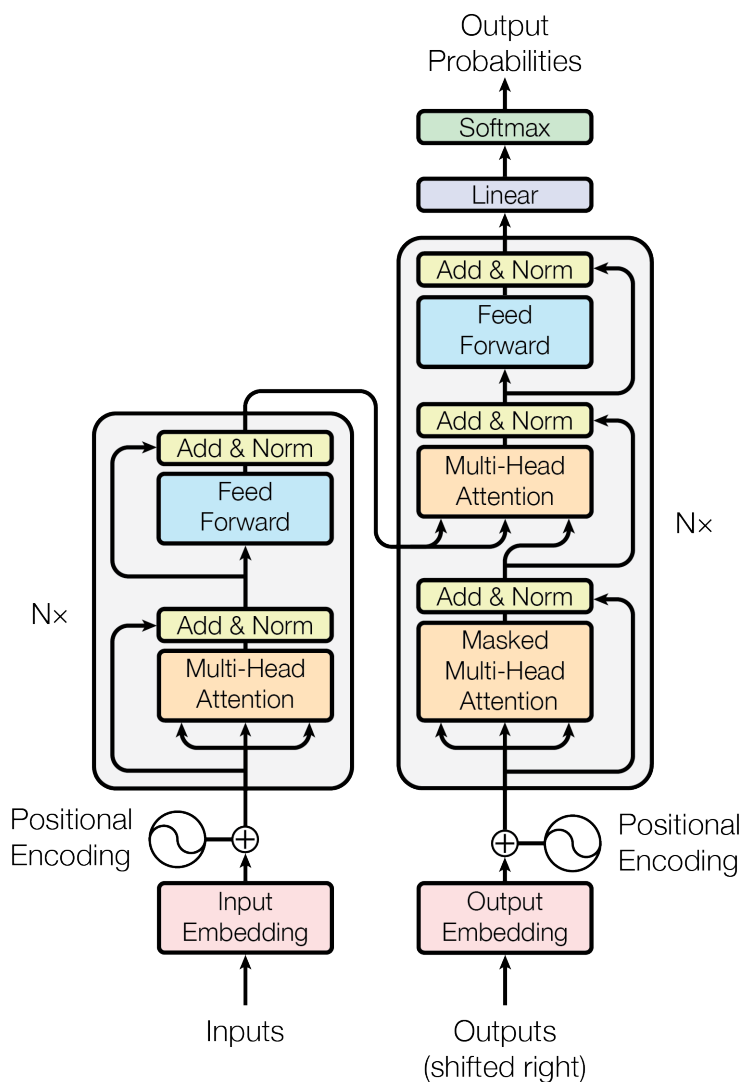 Output
Probabilities
Softmax
Linear
Add & Norm
Feed
Forward
Add & Norm
Multi-Head
Attention
Add & Norm
Masked
Multi-Head
Attention
N×
Add & Norm
Feed
Forward
Add & Norm
Multi-Head
Attention
N×
Positional
Encoding
Positional
Encoding
Input
Embedding
Output
Embedding
Inputs
Outputs
(shifted right)